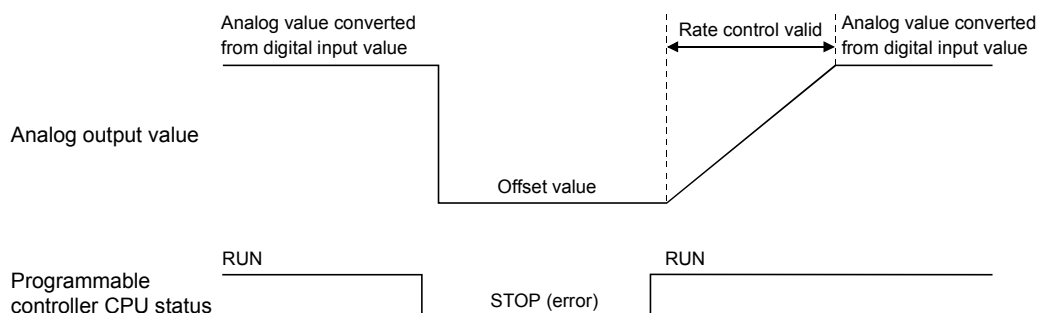 Analog value converted
from digital input value
Rate control valid
Analog value converted
from digital input value
Analog output value
Offset value
RUN
RUN
Programmable
controller CPU status
STOP (error)